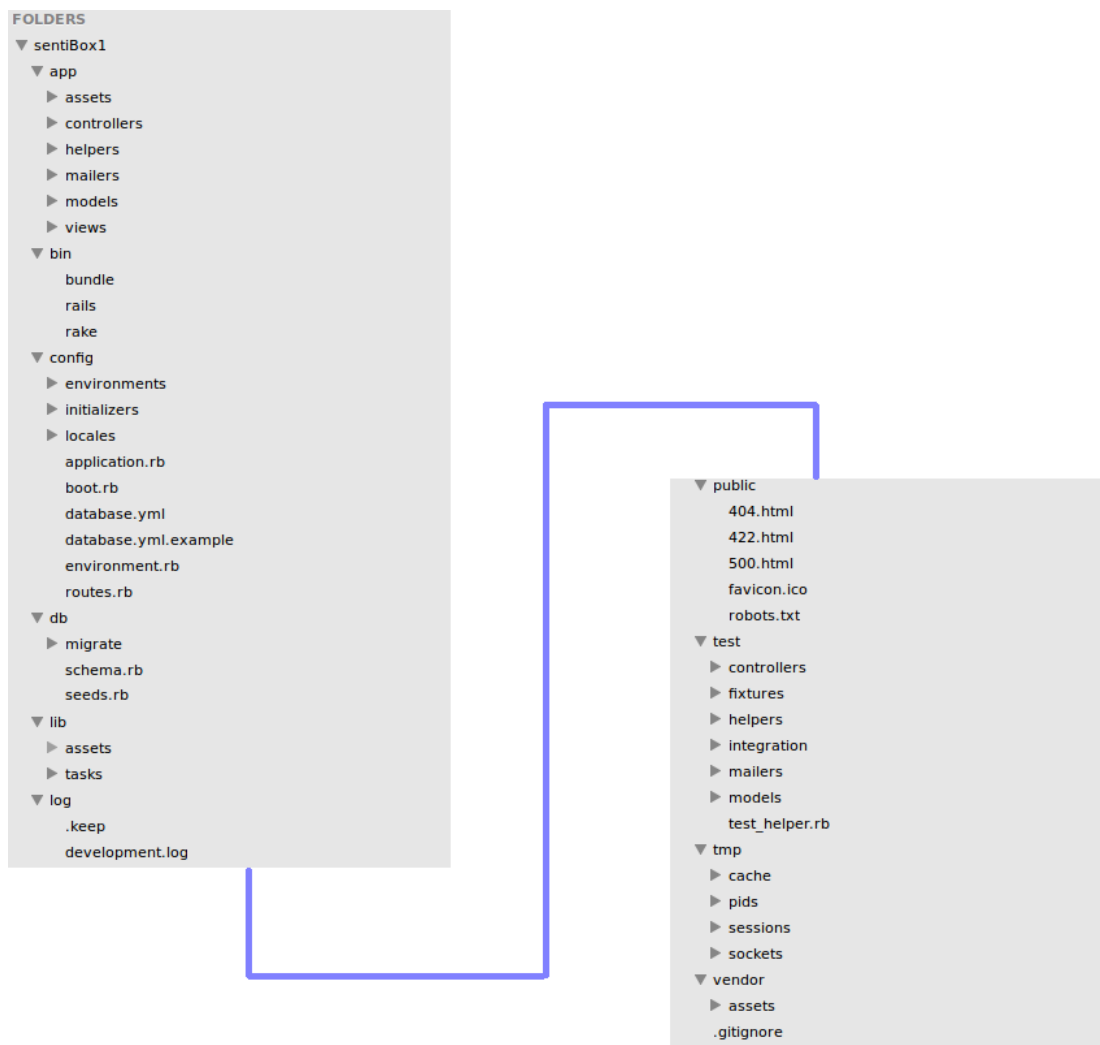 FOLDERS
sentiBox1
app
assets
controllers
helpers
mailers
models
views
bin
bundle
rails
rake
config
environments
initializers
locales
application.rb
boot.rb
database.yml
database.yml.example
environment.rb
routes.rb
db
migrate
schema.rb
seeds.rb
lib
assets
tasks
log
.keep
development.log
public
404.html
422.html
500.html
favicon.ico
robots.txt
test
controllers
fixtures
helpers
integration
mailers
models
test_helper.rb
tmp
cache
pids
sessions
sockets
vendor
assets
.gitignore